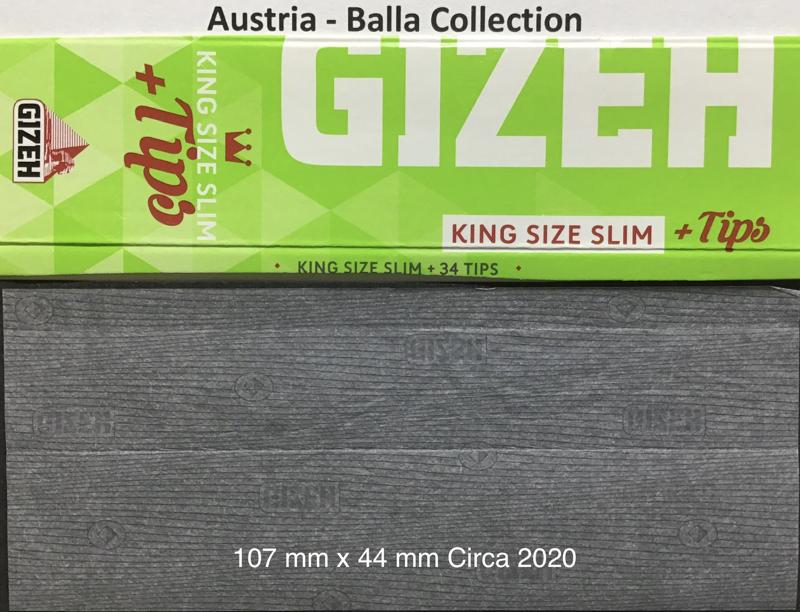 Austria - Balla Collection
GIZEH
+ Tips
KING SIZE SLIM
GIZEH
KING SIZE SLIM + Tips
• KING SIZE SLIM + 34 TIPS •
GIZEH
GIZEH
GIZEH
GIZEH
107 mm x 44 mm Circa 2020